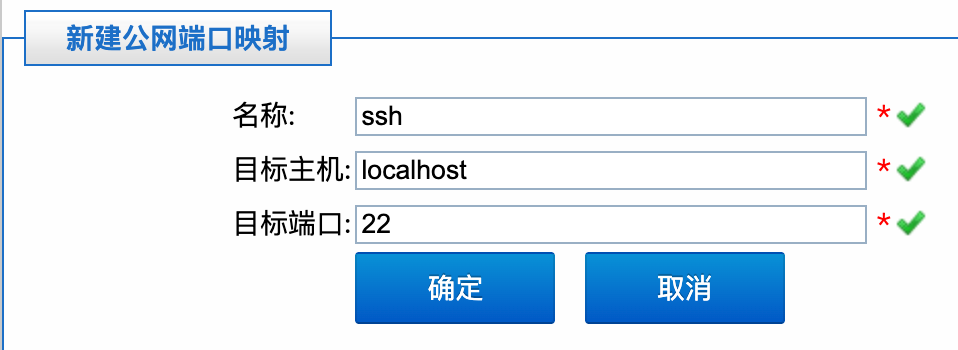 新建公网端口映射
名称: ssh *
目标主机: localhost *
目标端口: 22 *
确定 取消